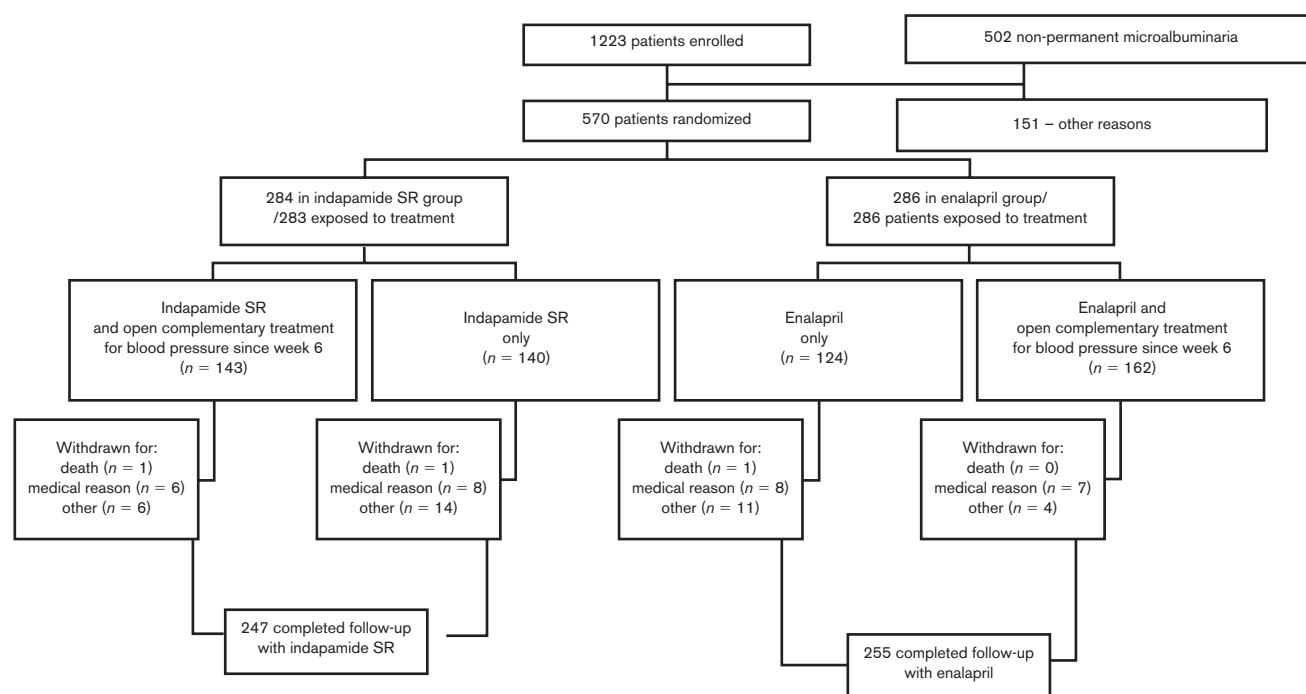 1223 patients enrolled
502 non-permanent microalbuminaria
570 patients randomized
151 – other reasons
284 in indapamide SR group
/283 exposed to treatment
286 in enalapril group/
286 patients exposed to treatment
Indapamide SR
and open complementary treatment
for blood pressure since week 6
(n = 143)
Indapamide SR
only
(n = 140)
Enalapril
only
(n = 124)
Enalapril and
open complementary treatment
for blood pressure since week 6
(n = 162)
Withdrawn for:
death (n = 1)
medical reason (n = 6)
other (n = 6)
Withdrawn for:
death (n = 1)
medical reason (n = 8)
other (n = 14)
Withdrawn for:
death (n = 1)
medical reason (n = 8)
other (n = 11)
Withdrawn for:
death (n = 0)
medical reason (n = 7)
other (n = 4)
247 completed follow-up
with indapamide SR
255 completed follow-up
with enalapril